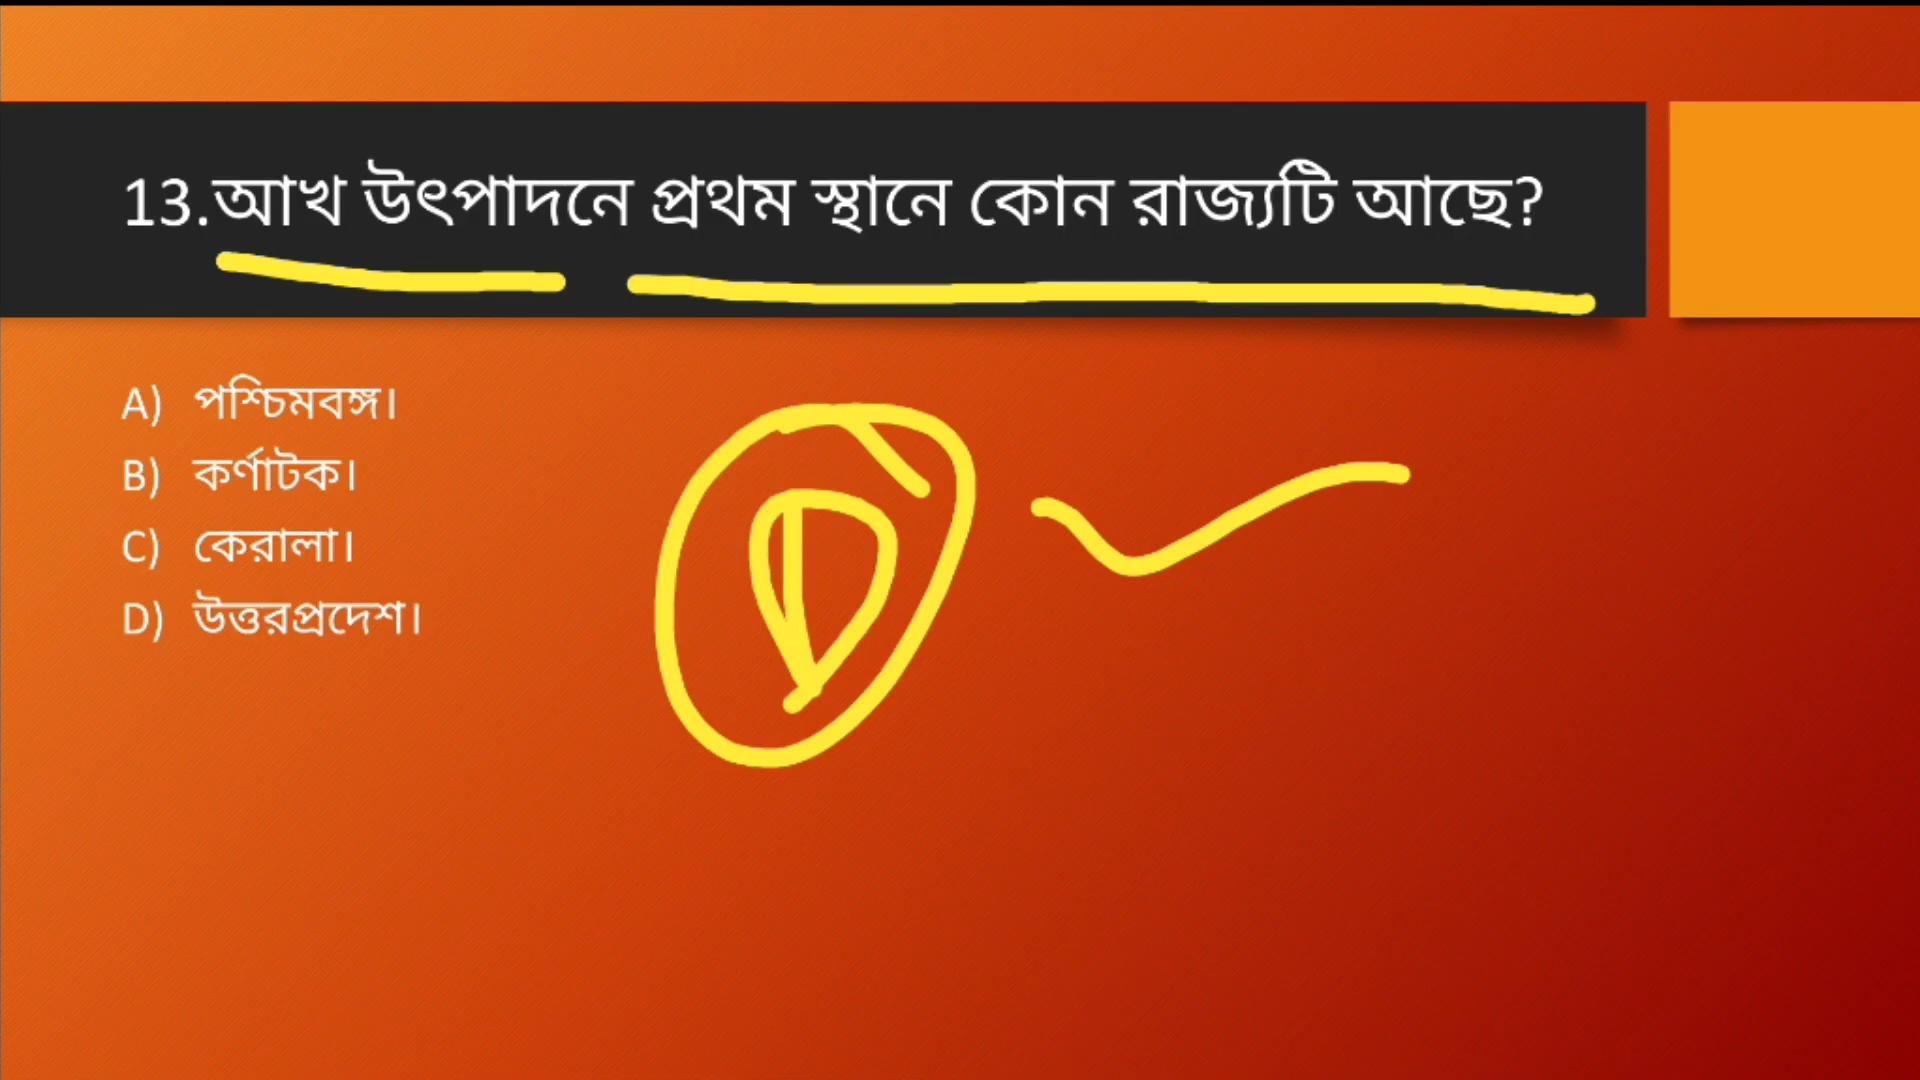 13.আখ উৎপাদনে প্রথম স্থানে কোন রাজ্যটি আছে?
A) পশ্চিমবঙ্গ।
B) কর্ণাটক।
C) কেরালা।
D) উত্তরপ্রদেশ।
D